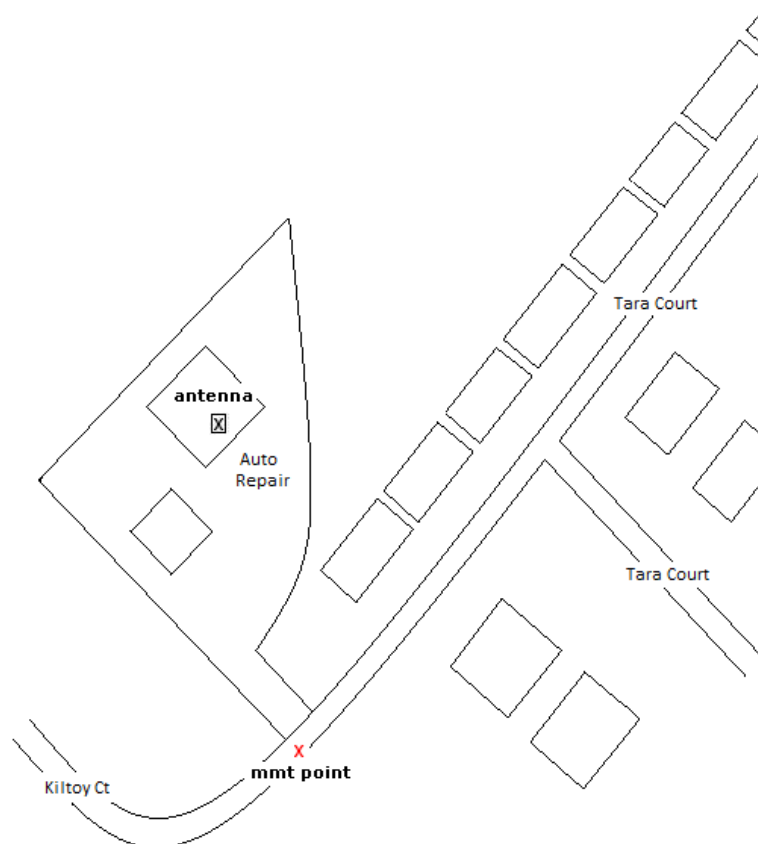 Tara Court
antenna
X
Auto
Repair
Tara Court
X
mmt point
Kiltoy Ct